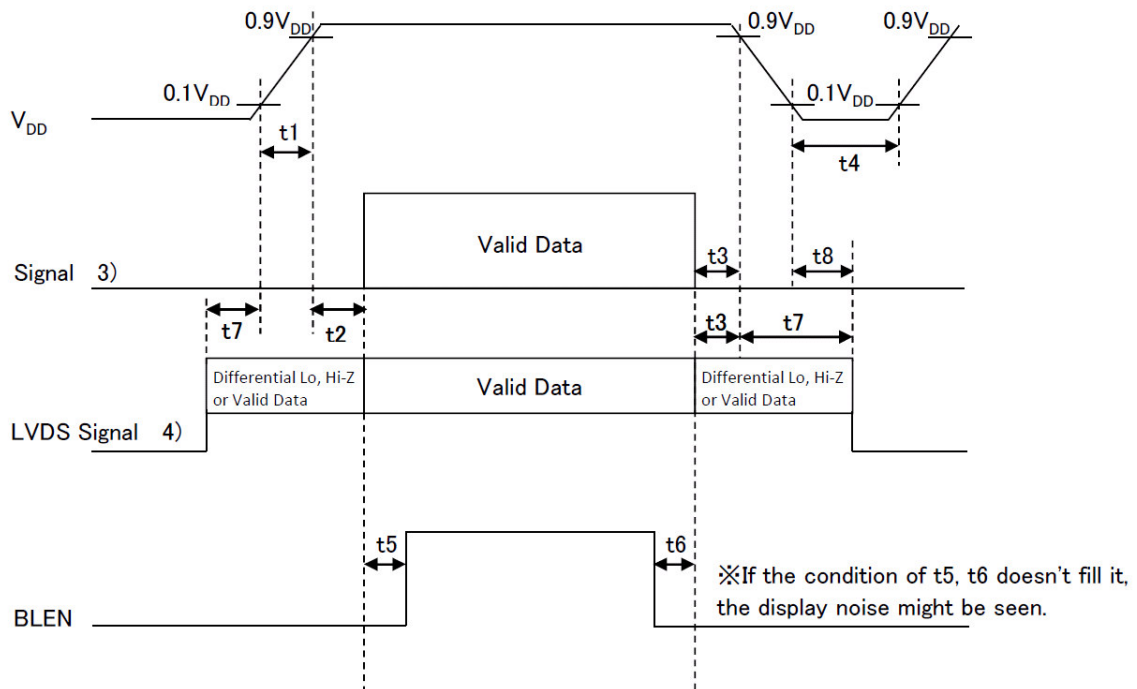 0.9VDD
0.9VDD
0.9VDD
0.1VDD
0.1VDD
VDD
t1
t4
Valid Data
Signal 3)
t3
t8
t7
t2
t3
t7
Differential Lo, Hi-Z
or Valid Data
Valid Data
Differential Lo, Hi-Z
or Valid Data
LVDS Signal 4)
t5
t6
※If the condition of t5, t6 doesn't fill it,
the display noise might be seen.
BLEN